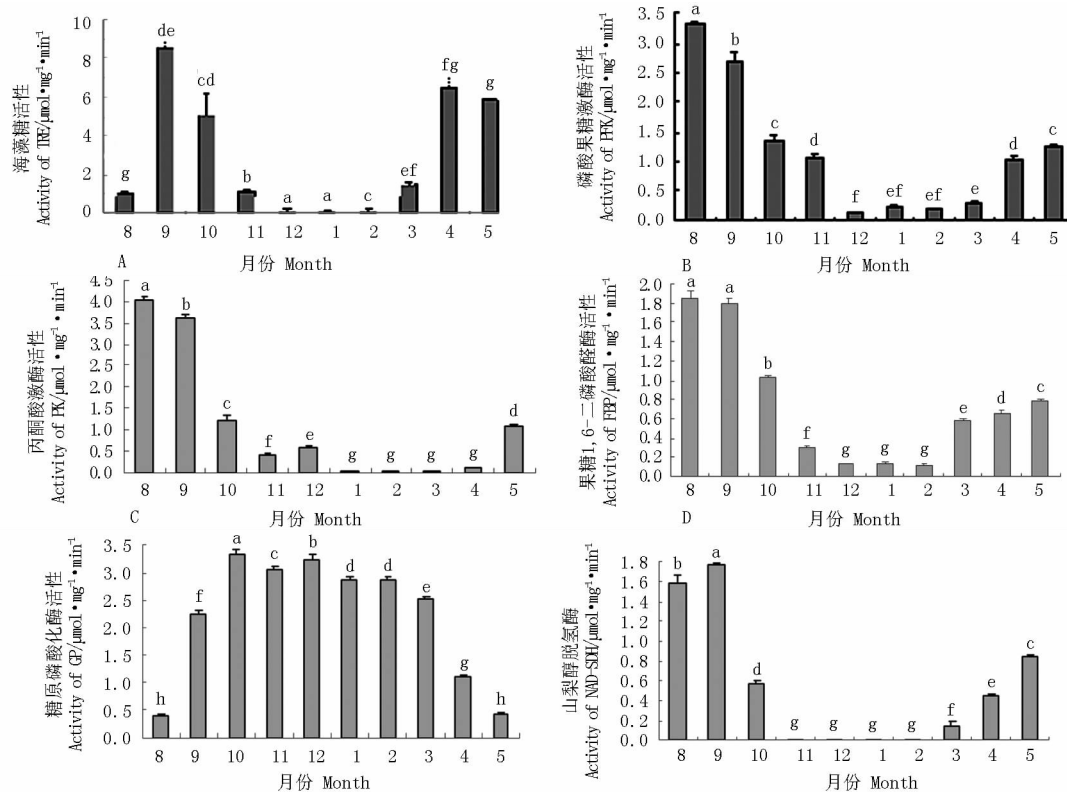 海藻糖活性
Activity of TRE/μmol•mg⁻¹•min¹
10
8
6
4
2
0
g
de
cd
b
a
a
c
ef
fg
g
8 9 10 11 12 1 2 3 4 5
A
月份 Month
磷酸果糖激酶活性
Activity of PFK/μmol•mg⁻¹•min¹
3.5
3.0
2.5
2.0
1.5
1.0
0.5
0.0
a
b
c
d
f
ef
ef
e
d
c
8 9 10 11 12 1 2 3 4 5
B
月份 Month
丙酮酸激酶活性
Activity of PK/μmol•mg⁻¹•min⁻¹
4.5
4.0
3.5
3.0
2.5
2.0
1.5
1.0
0.5
0.0
a
b
c
f
e
g
g
g
g
d
8 9 10 11 12 1 2 3 4 5
C
月份 Month
果糖1,6-二磷酸醛酶活性
Activity of FBP/μmol•mg⁻¹•min⁻¹
2.0
1.8
1.6
1.4
1.2
1.0
0.8
0.6
0.4
0.2
0.0
a
a
b
f
g
g
g
e
d
c
8 9 10 11 12 1 2 3 4 5
D
月份 Month
糖原磷酸化酶活性
Activity of GP/μmol•mg⁻¹•min⁻¹
3.5
3.0
2.5
2.0
1.5
1.0
0.5
0.0
h
f
a
c
b
d
d
e
g
h
8 9 10 11 12 1 2 3 4 5
月份 Month
山梨醇脱氢酶
Activity of NAD-SDH/μmol•mg⁻¹•min⁻¹
1.8
1.6
1.4
1.2
1.0
0.8
0.6
0.4
0.2
0.0
b
a
d
g
g
g
g
f
e
c
8 9 10 11 12 1 2 3 4 5
月份 Month